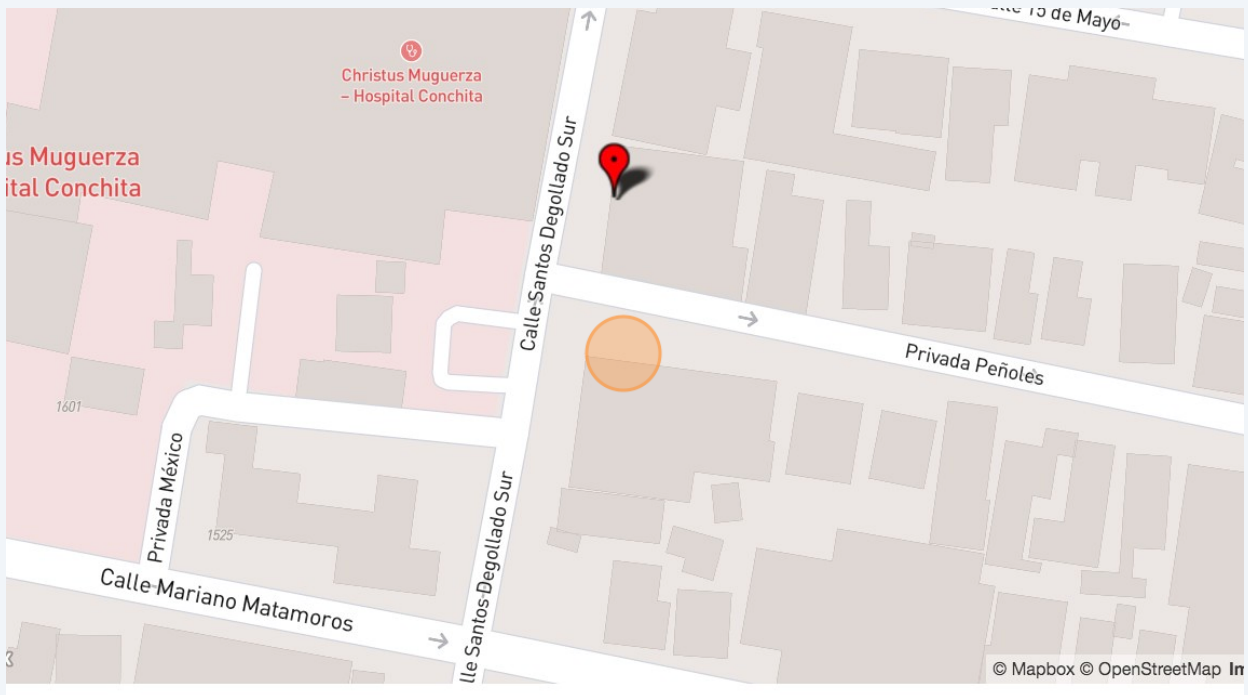 15 de Mayo
Christus Muguerza
– Hospital Conchita
us Muguerza
ital Conchita
Calle Santos Degollado Sur
Privada Peñoles
1601
Privada México
1525
Calle Mariano Matamoros
lle Santos Degollado Sur
© Mapbox © OpenStreetMap Im